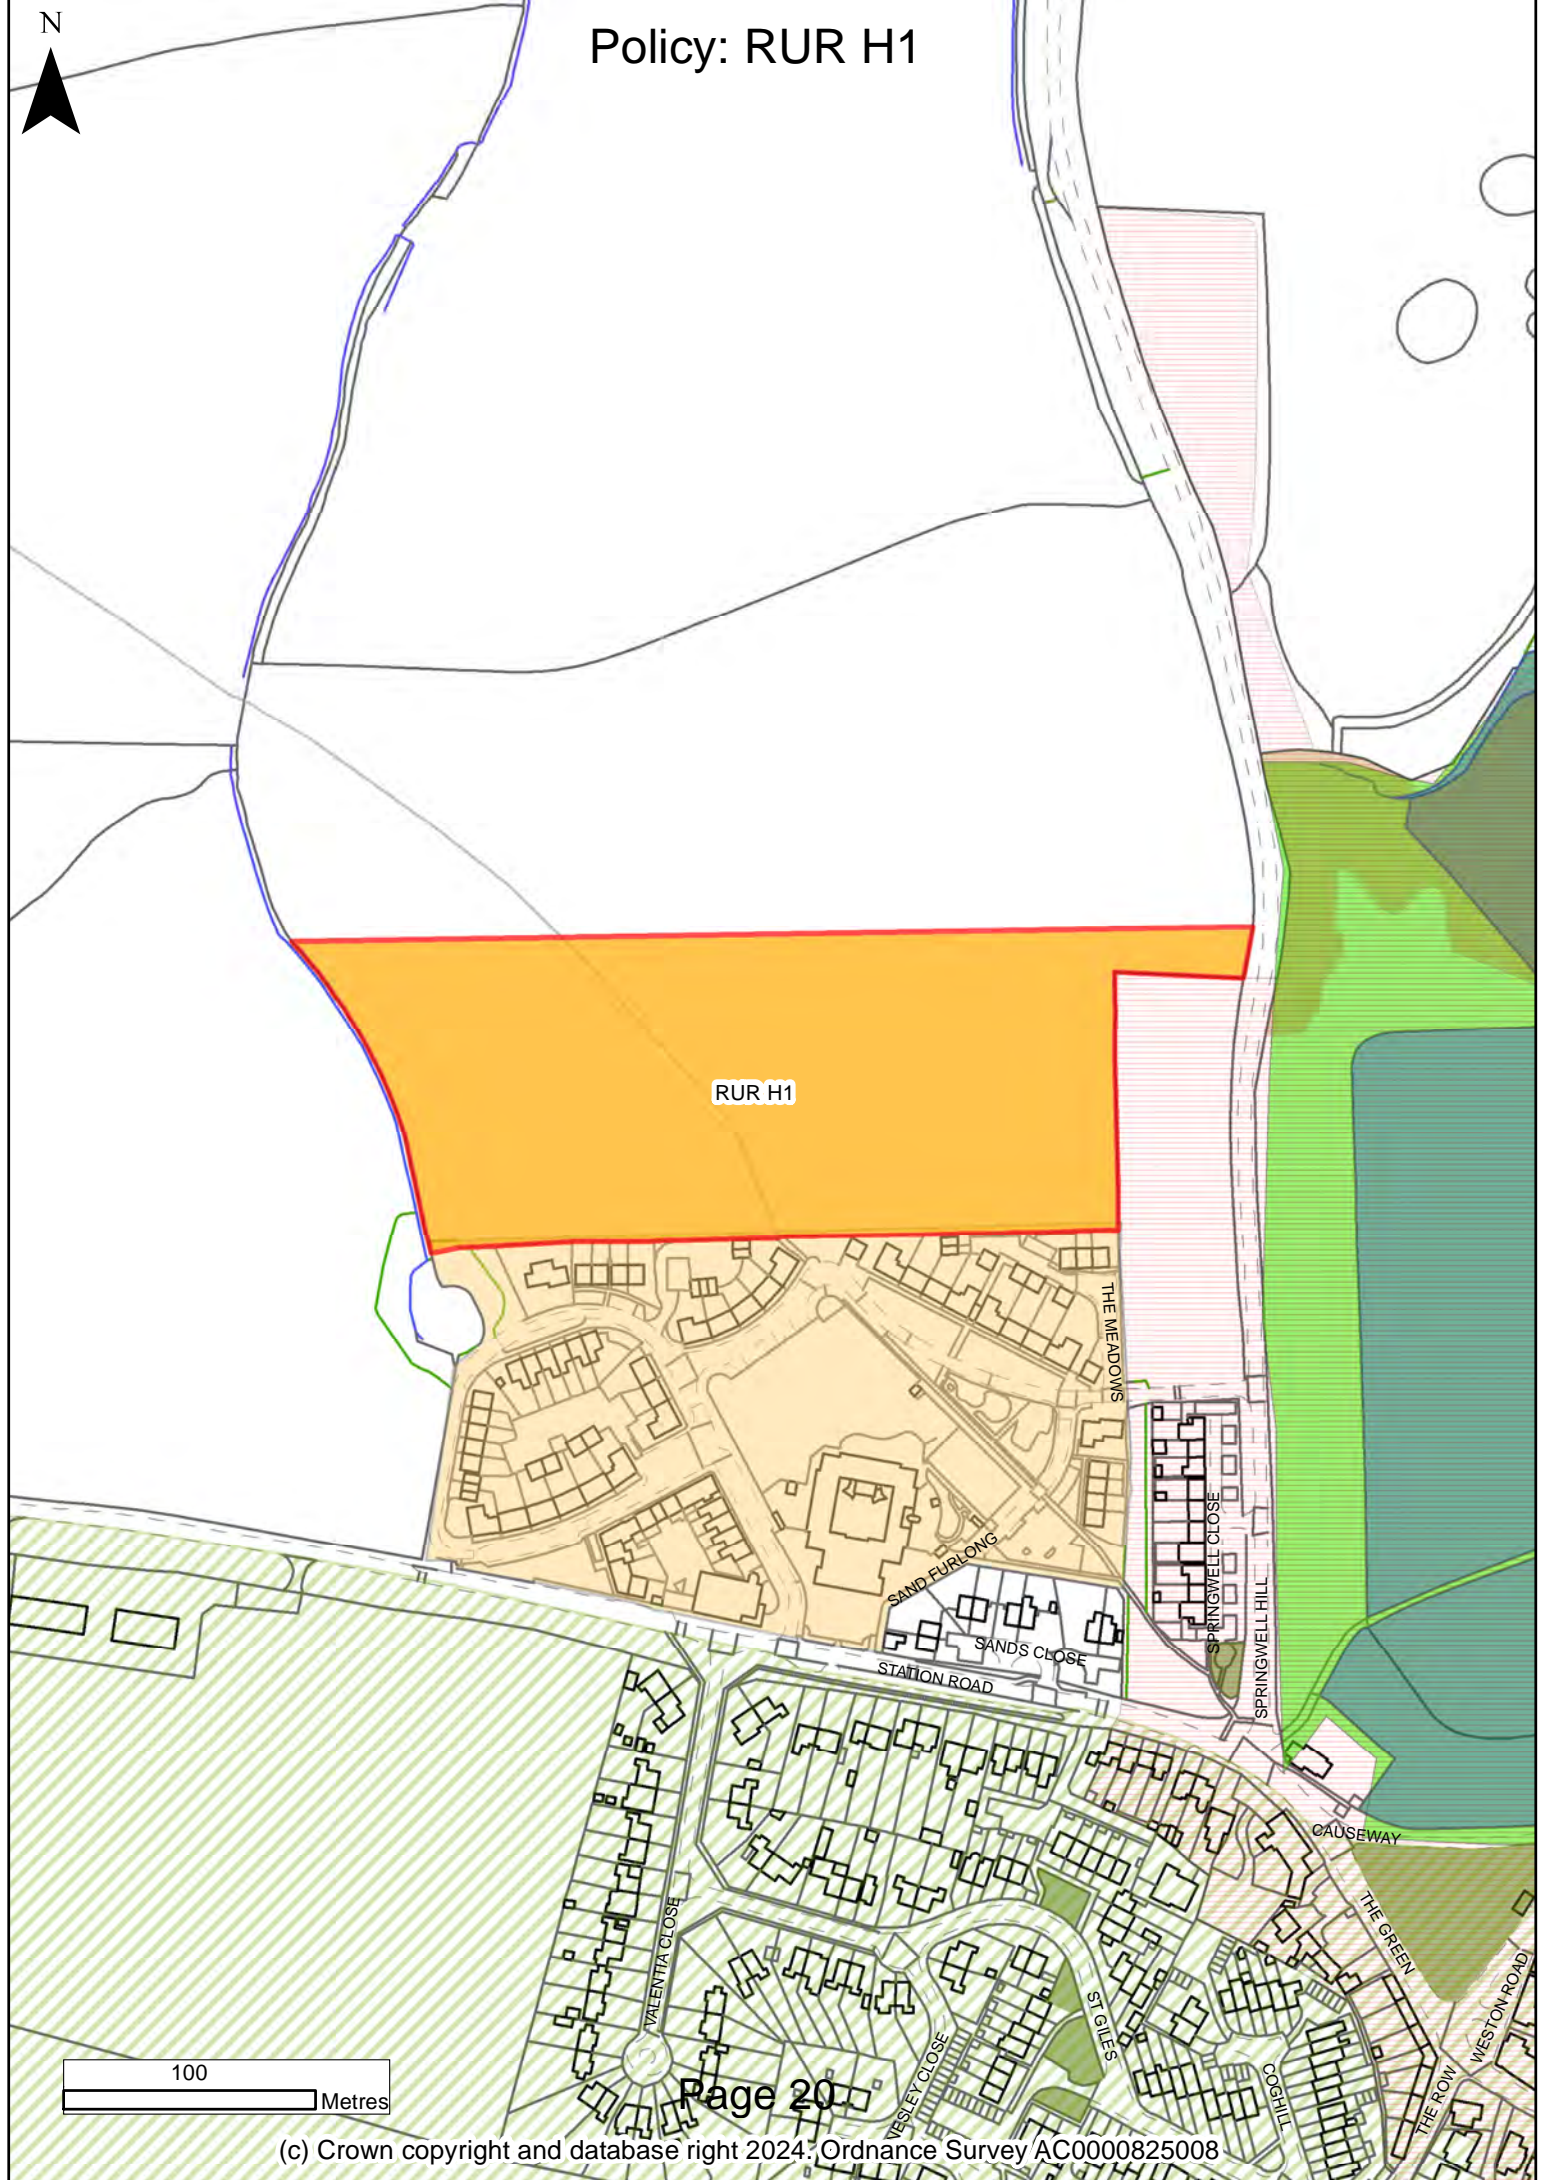 N
Policy: RUR H1
RUR H1
THE MEADOWS
SPRINGWELL CLOSE
SAND FURLONG
SPRINGWELL HILL
SANDS CLOSE
STATION ROAD
CAUSEWAY
THE GREEN
VALENTIA CLOSE
WESTON ROAD
ST GILES
NESLEY CLOSE
COGHILL
THE ROW
100
Metres
Page 20
(c) Crown copyright and database right 2024. Ordnance Survey AC0000825008